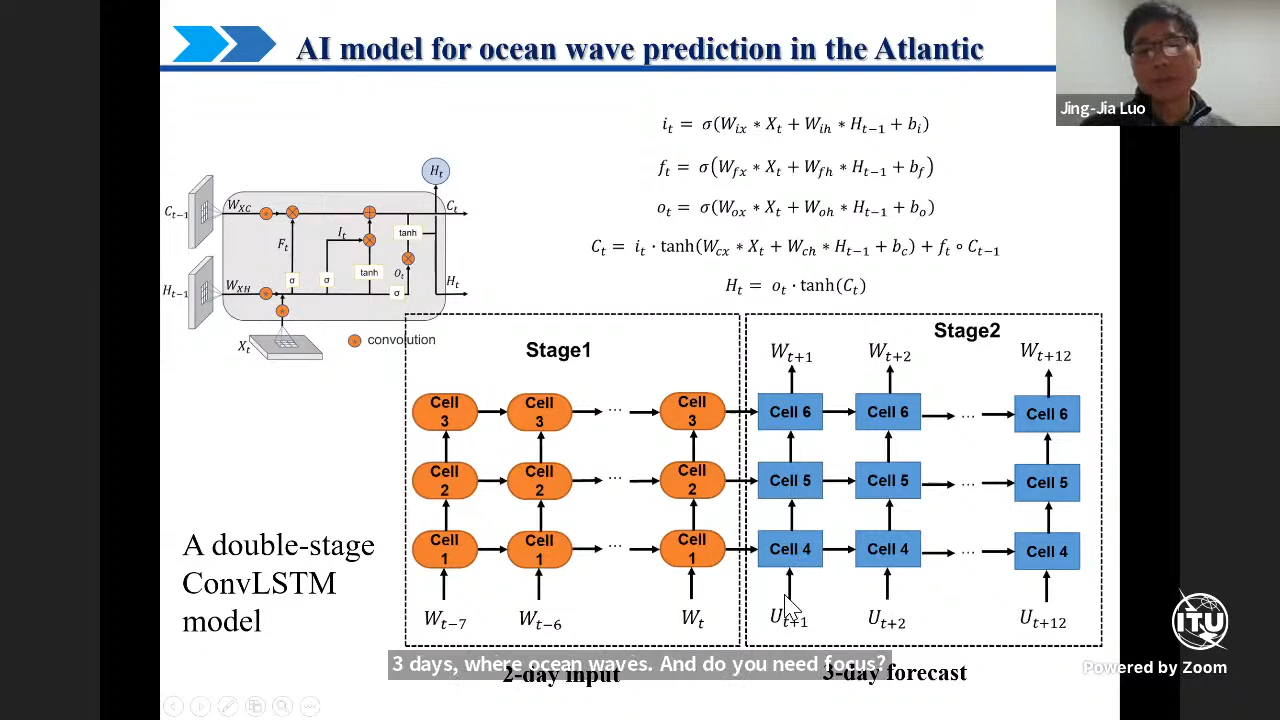 AI model for ocean wave prediction in the Atlantic
Jing-Jia Luo
i_t = σ(W_ix ∗ X_t + W_ih ∗ H_t−1 + b_i)
f_t = σ(W_fx ∗ X_t + W_fh ∗ H_t−1 + b_f)
o_t = σ(W_ox ∗ X_t + W_oh ∗ H_t−1 + b_o)
C_t = i_t · tanh(W_cx ∗ X_t + W_ch ∗ H_t−1 + b_c) + f_t ∘ C_t−1
H_t = o_t · tanh(C_t)
H_t
C_t−1 W_XC C_t
F_t I_t tanh
tanh O_t
σ σ σ
H_t−1 W_XH H_t
X_t
convolution
Stage1
Cell 3 Cell 3 ... Cell 3
Cell 2 Cell 2 ... Cell 2
Cell 1 Cell 1 ... Cell 1
W_t−7 W_t−6 W_t
Stage2
W_t+1 W_t+2 W_t+12
Cell 6 Cell 6 ... Cell 6
Cell 5 Cell 5 ... Cell 5
Cell 4 Cell 4 ... Cell 4
U_t+1 U_t+2 U_t+12
A double-stage
ConvLSTM
model
2-day input
3-day forecast
3 days, where ocean waves. And do you need focus?
ITU
Powered by Zoom